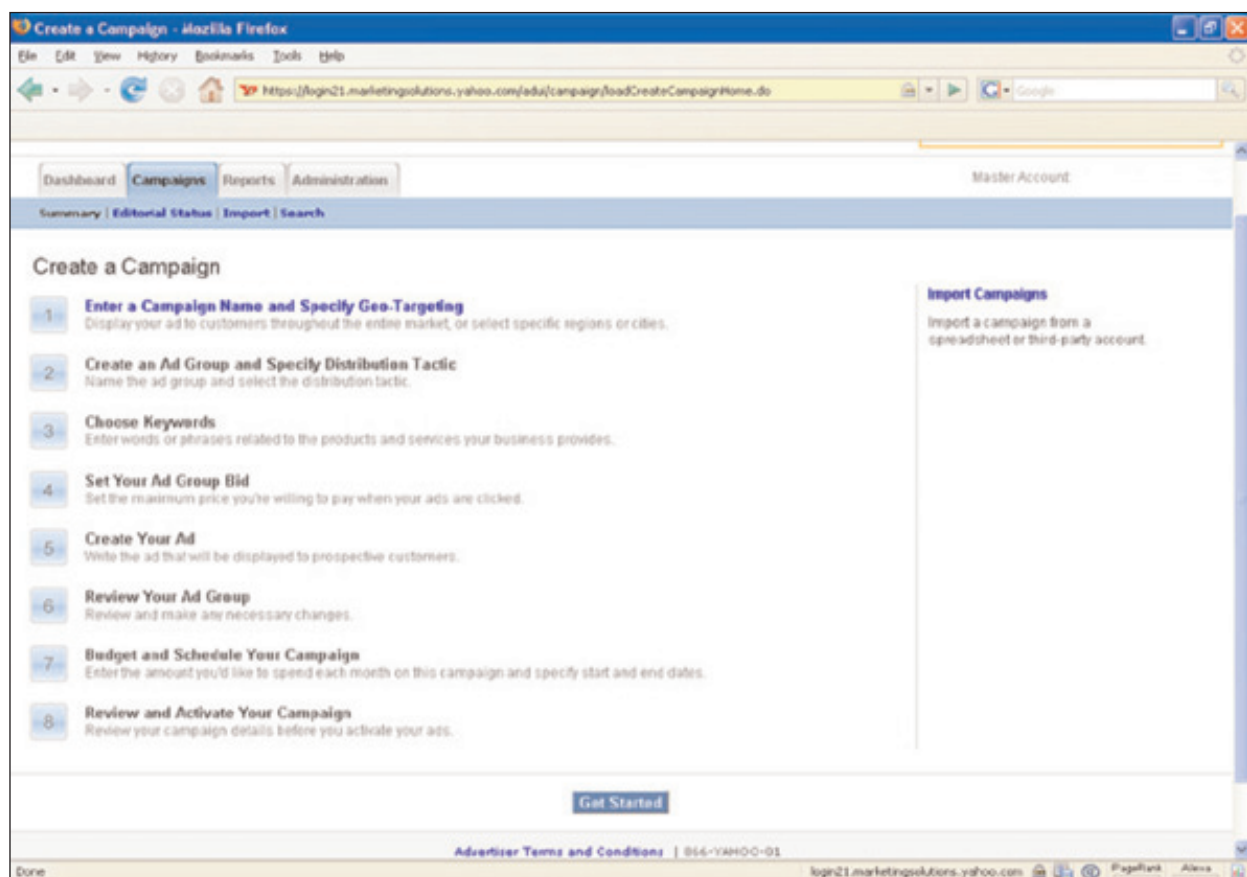 Create a Campaign - Mozilla Firefox
File Edit View History Bookmarks Tools Help
https://login21.marketingsolutions.yahoo.com/adui/campaign/loadCreateCampaignHome.do
Google
Dashboard Campaigns Reports Administration
Master Account
Summary | Editorial Status | Import | Search
Create a Campaign
1 Enter a Campaign Name and Specify Geo-Targeting
Display your ad to customers throughout the entire market, or select specific regions or cities.
2 Create an Ad Group and Specify Distribution Tactic
Name the ad group and select the distribution tactic.
3 Choose Keywords
Enter words or phrases related to the products and services your business provides.
4 Set Your Ad Group Bid
Set the maximum price you're willing to pay when your ads are clicked.
5 Create Your Ad
Write the ad that will be displayed to prospective customers.
6 Review Your Ad Group
Review and make any necessary changes.
7 Budget and Schedule Your Campaign
Enter the amount you'd like to spend each month on this campaign and specify start and end dates.
8 Review and Activate Your Campaign
Review your campaign details before you activate your ads.
Import Campaigns
Import a campaign from a
spreadsheet or third-party account.
Get Started
Advertiser Terms and Conditions | 866-YAHOO-01
Done
login21.marketingsolutions.yahoo.com
PageRank Alexa